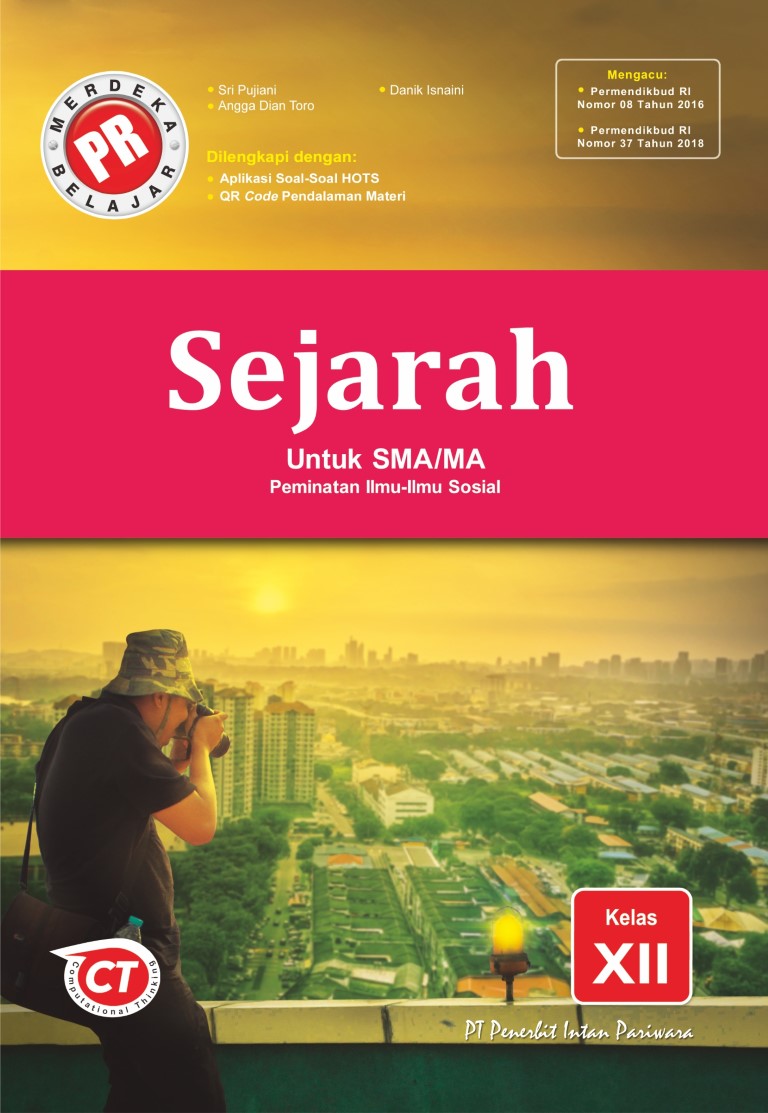 MERDEKA
PR
BELAJAR
• Sri Pujiani
• Angga Dian Toro
• Danik Isnaini
Dilengkapi dengan:
• Aplikasi Soal-Soal HOTS
• QR Code Pendalaman Materi
Mengacu:
• Permendikbud RI
Nomor 08 Tahun 2016
• Permendikbud RI
Nomor 37 Tahun 2018
Sejarah
Untuk SMA/MA
Peminatan Ilmu-Ilmu Sosial
Kelas
XII
CT
Computational Thinking
PT Penerbit Intan Pariwara